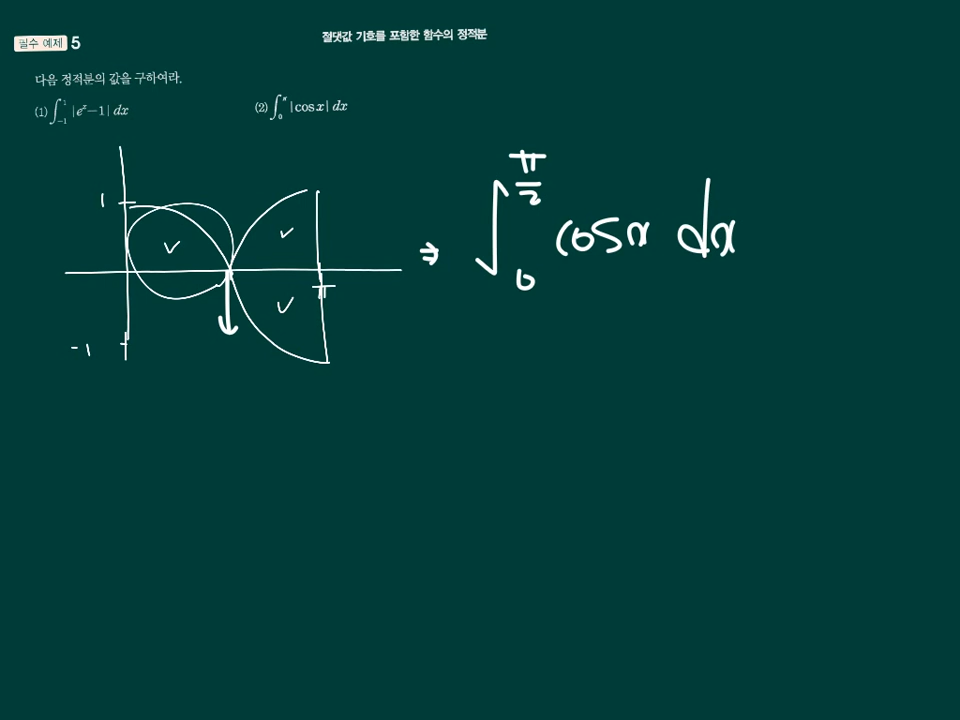 절댓값 기호를 포함한 함수의 정적분
필수 예제 5
다음 정적분의 값을 구하여라.
(1) ∫_{-1}^{1} |e^x-1| dx (2) ∫_0^π |cos x| dx
1
-1
π
⇒ ∫_0^{π/2} cosx dx